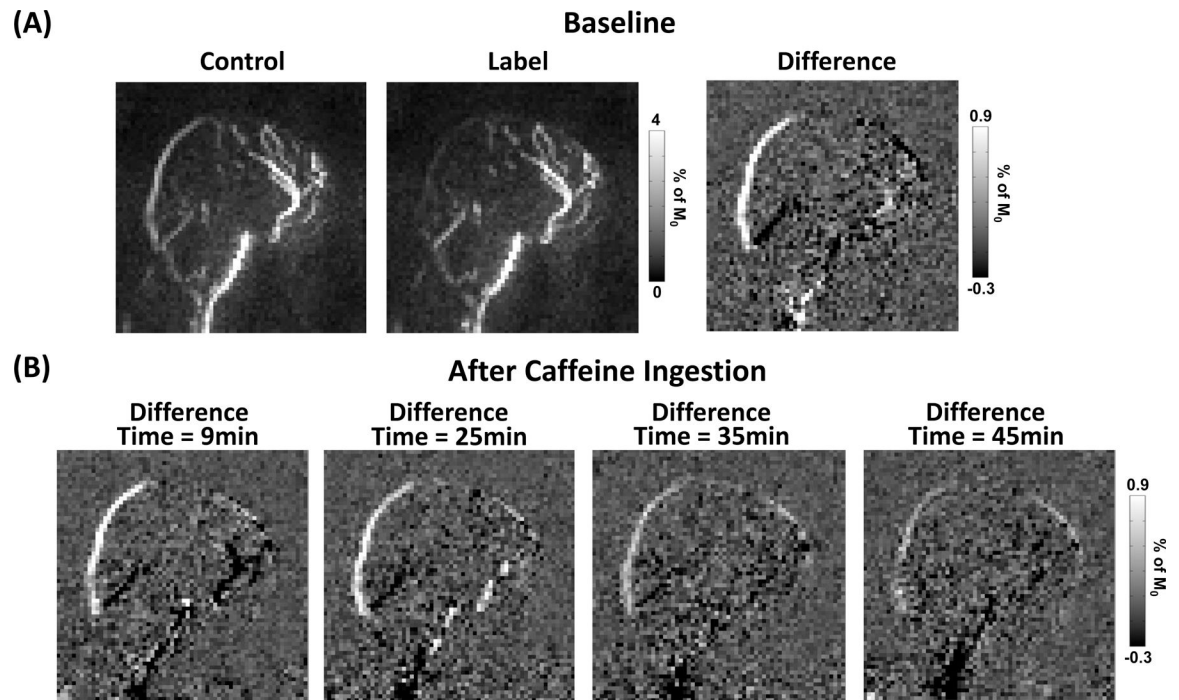 (A)
Baseline
Control
Label
Difference
4
% of M0
0
0.9
% of M0
-0.3
(B)
After Caffeine Ingestion
Difference
Time = 9min
Difference
Time = 25min
Difference
Time = 35min
Difference
Time = 45min
0.9
% of M0
-0.3